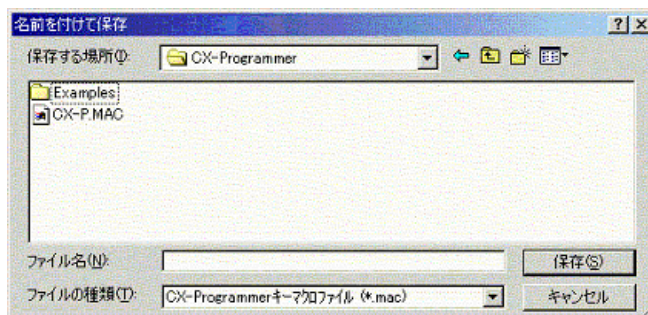 名前を付けて保存
保存する場所(I): CX-Programmer
Examples
CX-P.MAC
ファイル名(N): 保存(S)
ファイルの種類(T): CX-Programmerキーマクロファイル (*.mac) キャンセル